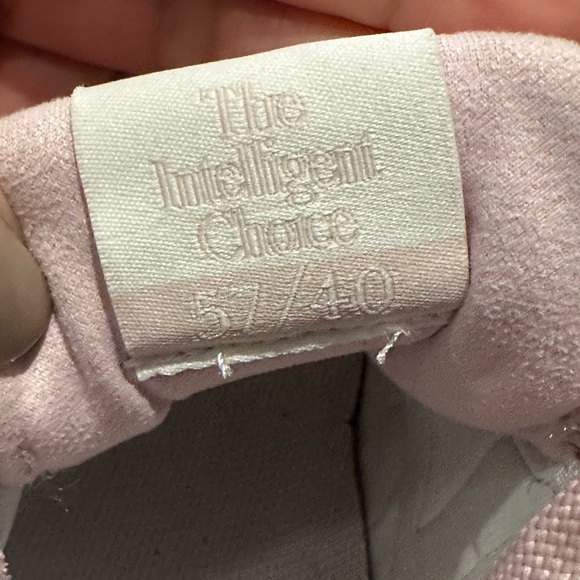 The
Intelligent
Choice
57/40